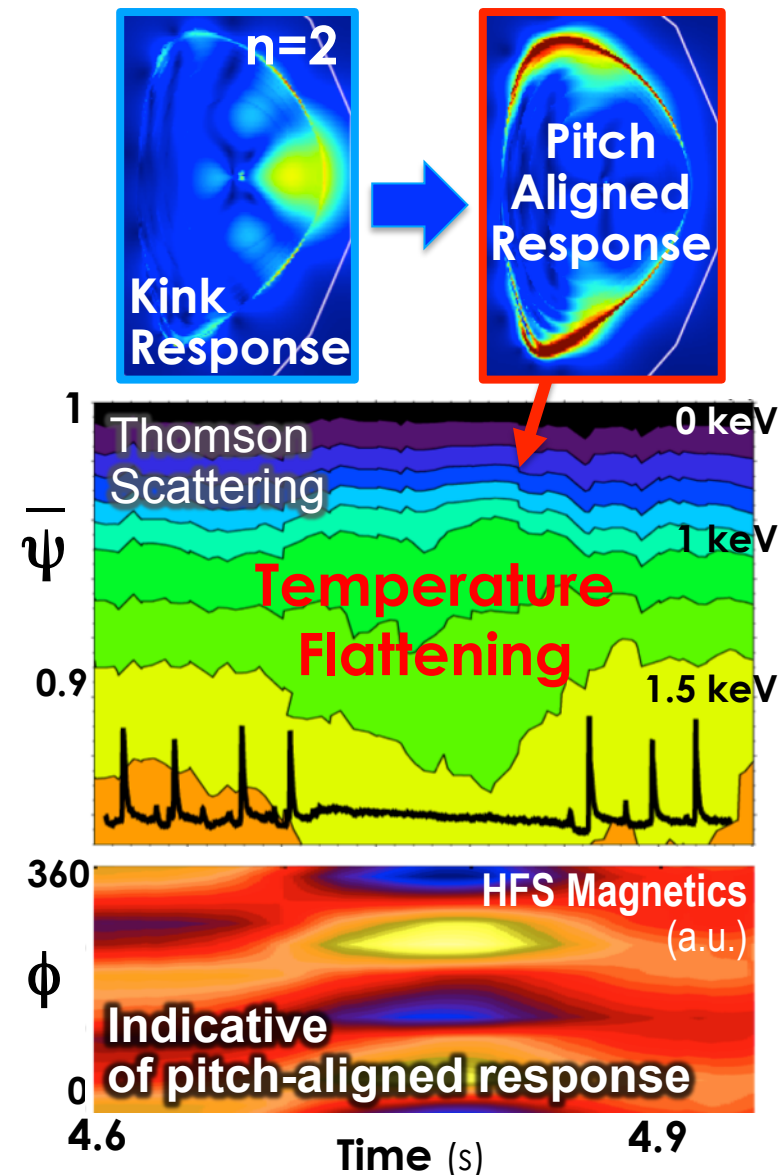 n=2
Kink
Response
Pitch
Aligned
Response
1
Thomson
Scattering
0 keV
ψ
1 keV
Temperature
Flattening
0.9
1.5 keV
360
HFS Magnetics
(a.u.)
ϕ
Indicative
of pitch-aligned response
0
4.6
Time (s)
4.9